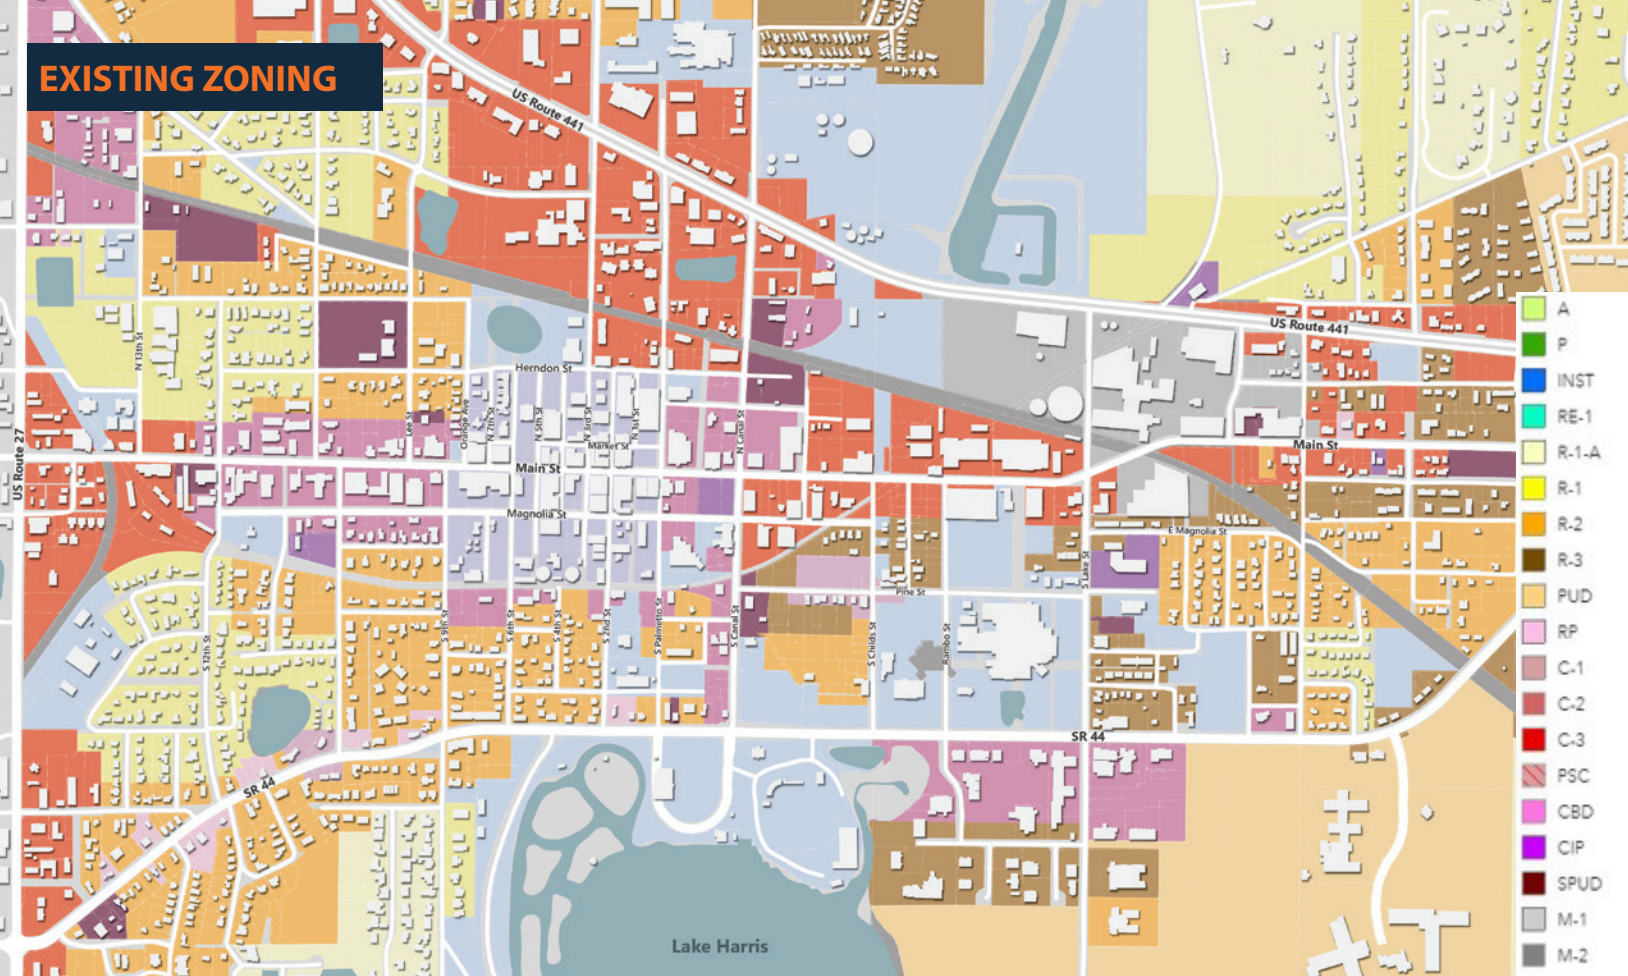 EXISTING ZONING
US Route 441
US Route 441
N 13th St
Herndon St
Lee St
Orange Ave
N 7th St
N 5th St
N 3rd St
N 1st St
N Canal St
Market St
US Route 27
Main St
Main St
Magnolia St
E Magnolia St
S Lake St
Pine St
S 12th St
S 9th St
S 6th St
S 4th St
S 2nd St
S Palmetto St
S Canal St
S Childs St
Rambo St
SR 44
SR 44
Lake Harris
A
P
INST
RE-1
R-1-A
R-1
R-2
R-3
PUD
RP
C-1
C-2
C-3
PSC
CBD
CIP
SPUD
M-1
M-2